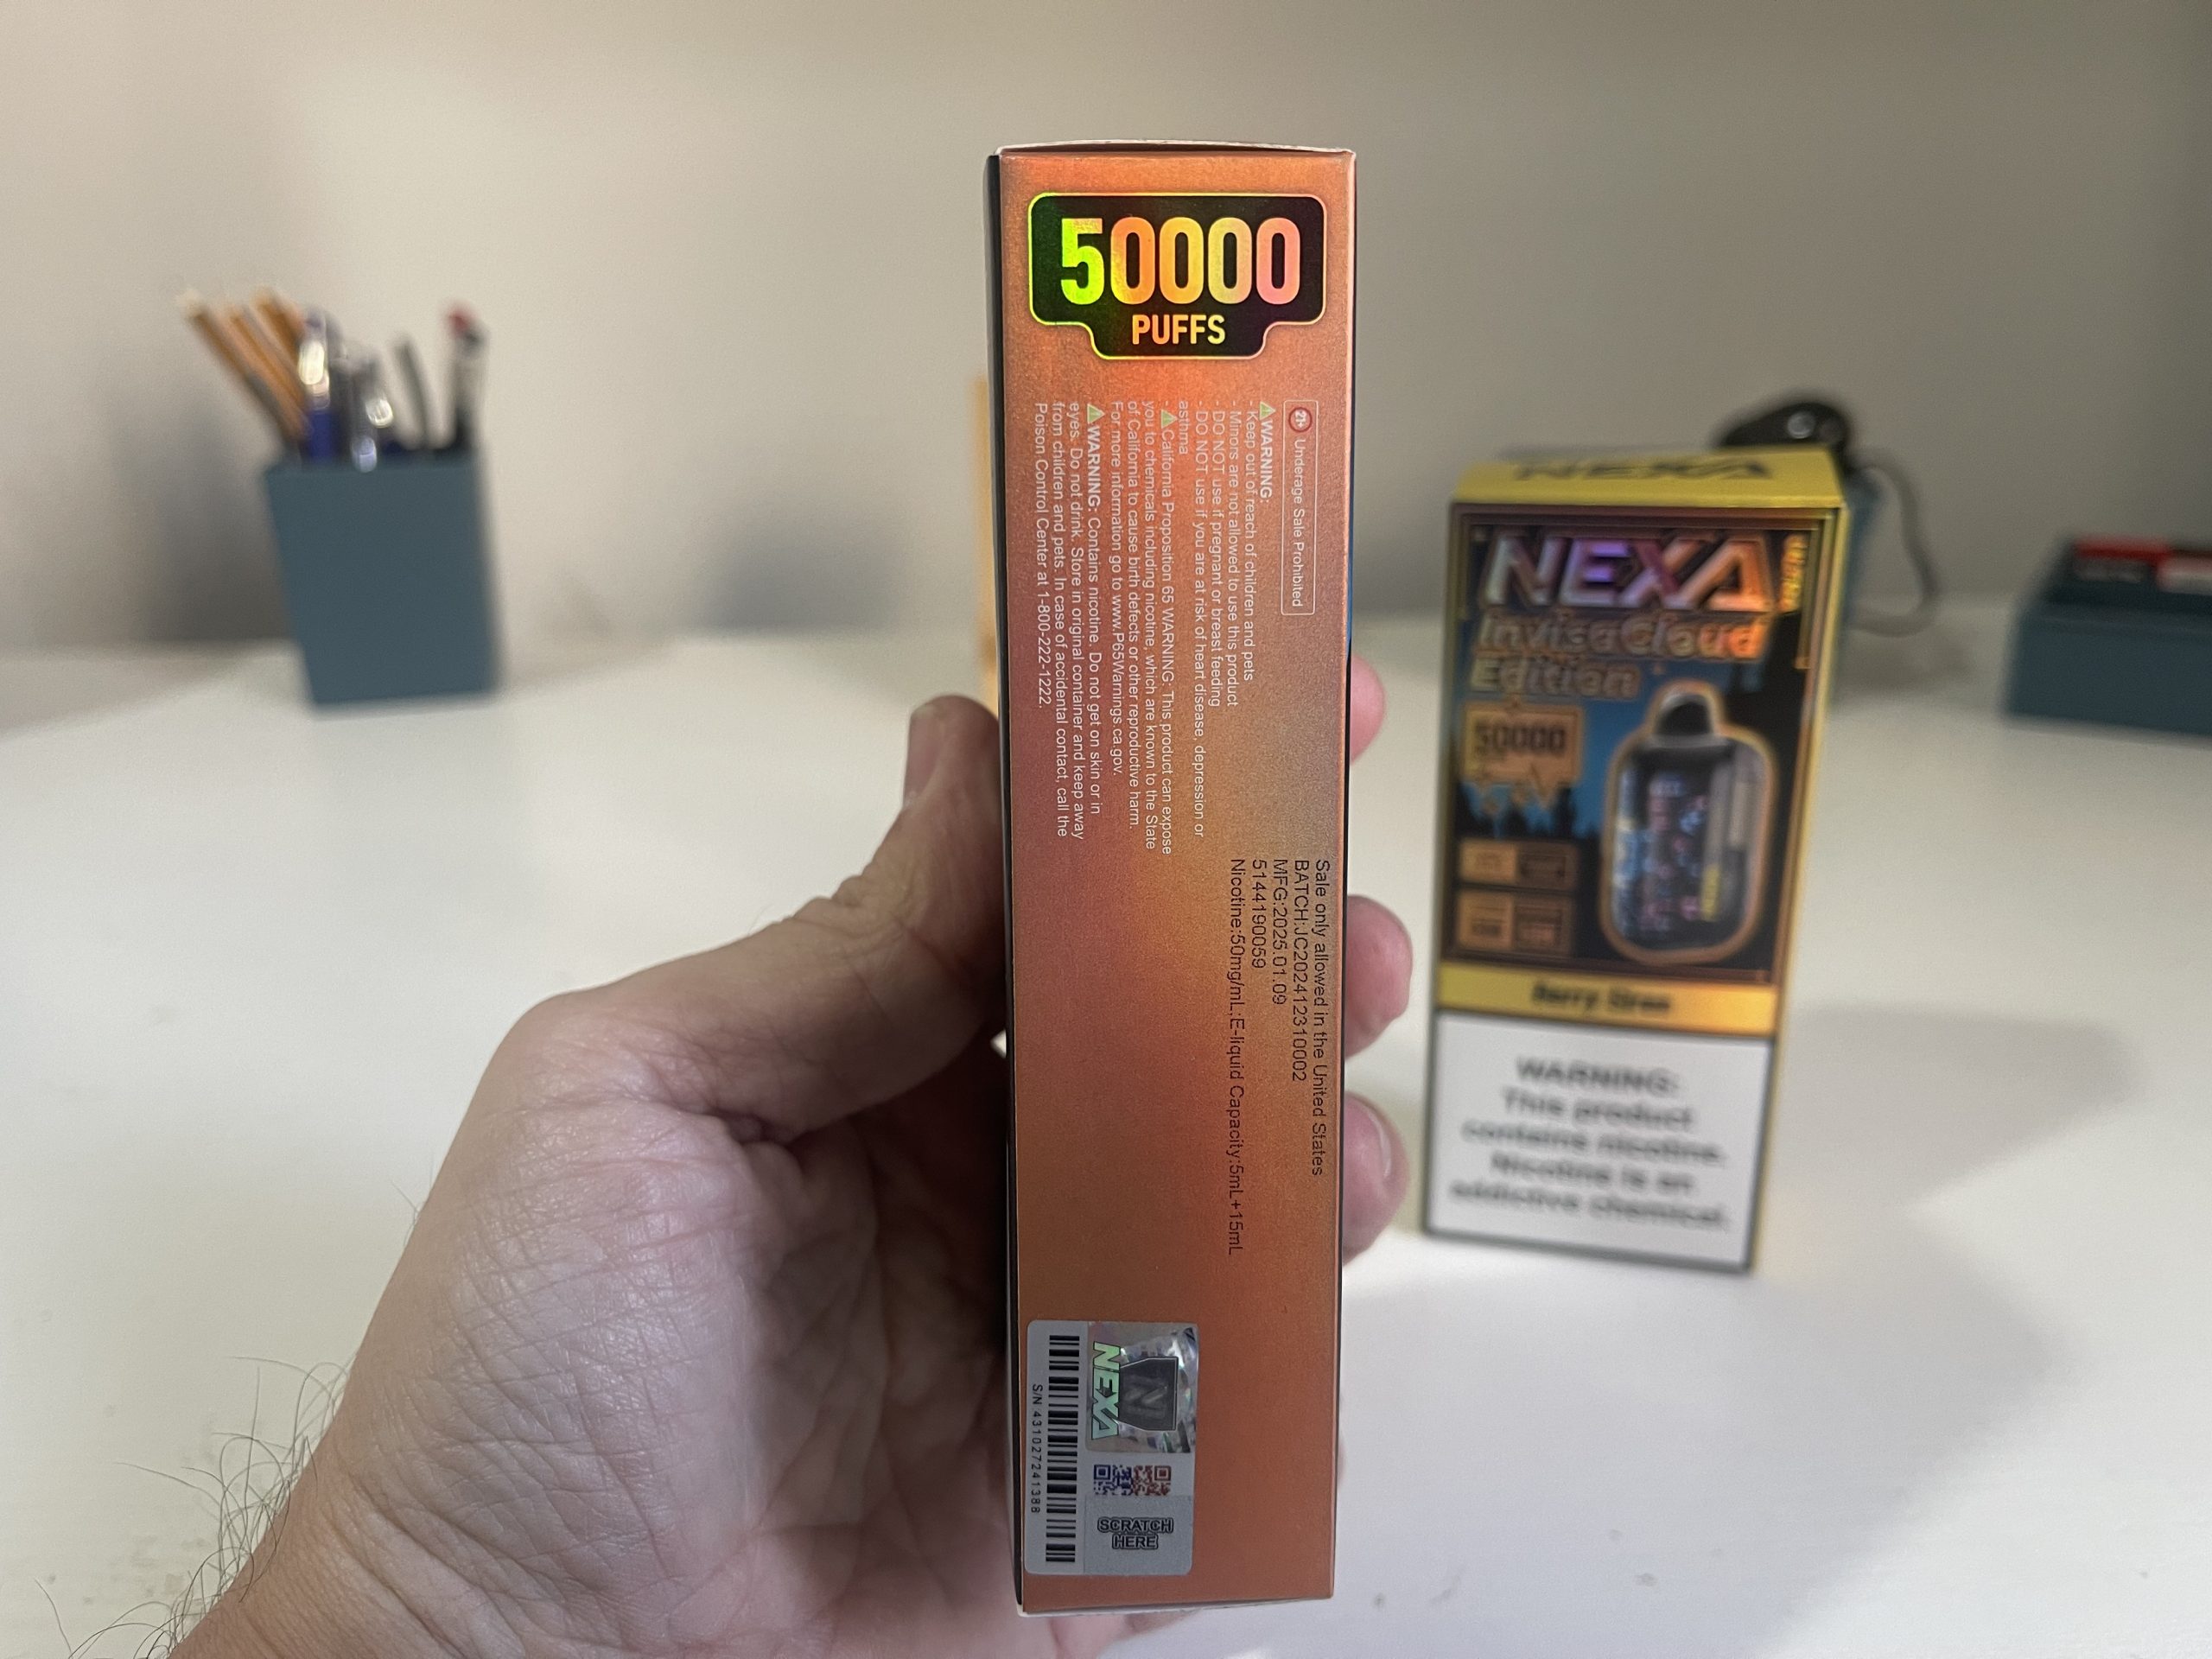 50000
PUFFS
21+ Underage Sale Prohibited
WARNING:
- Keep out of reach of children and pets
- Minors are not allowed to use this product
- DO NOT use if pregnant or breast feeding
- DO NOT use if you are at risk of heart disease, depression or
asthma
California Proposition 65 WARNING: This product can expose
you to chemicals including nicotine, which are known to the State
of California to cause birth defects or other reproductive harm.
For more information go to www.P65Warnings.ca.gov.
WARNING: Contains nicotine. Do not get on skin or in
eyes. Do not drink. Store in original container and keep away
from children and pets. In case of accidental contact, call the
Poison Control Center at 1-800-222-1222.
Sale only allowed in the United States
BATCH:JC202412310002
MFG:2025.01.09
5144190059
Nicotine:50mg/mL;E-liquid Capacity:5mL+15mL
NEXA
SCRATCH
HERE
S/N 431027241388
NEXA
NEXA
InvisaCloud
Edition
50000
Berry Siren
WARNING:
This product
contains nicotine.
Nicotine is an
addictive chemical.